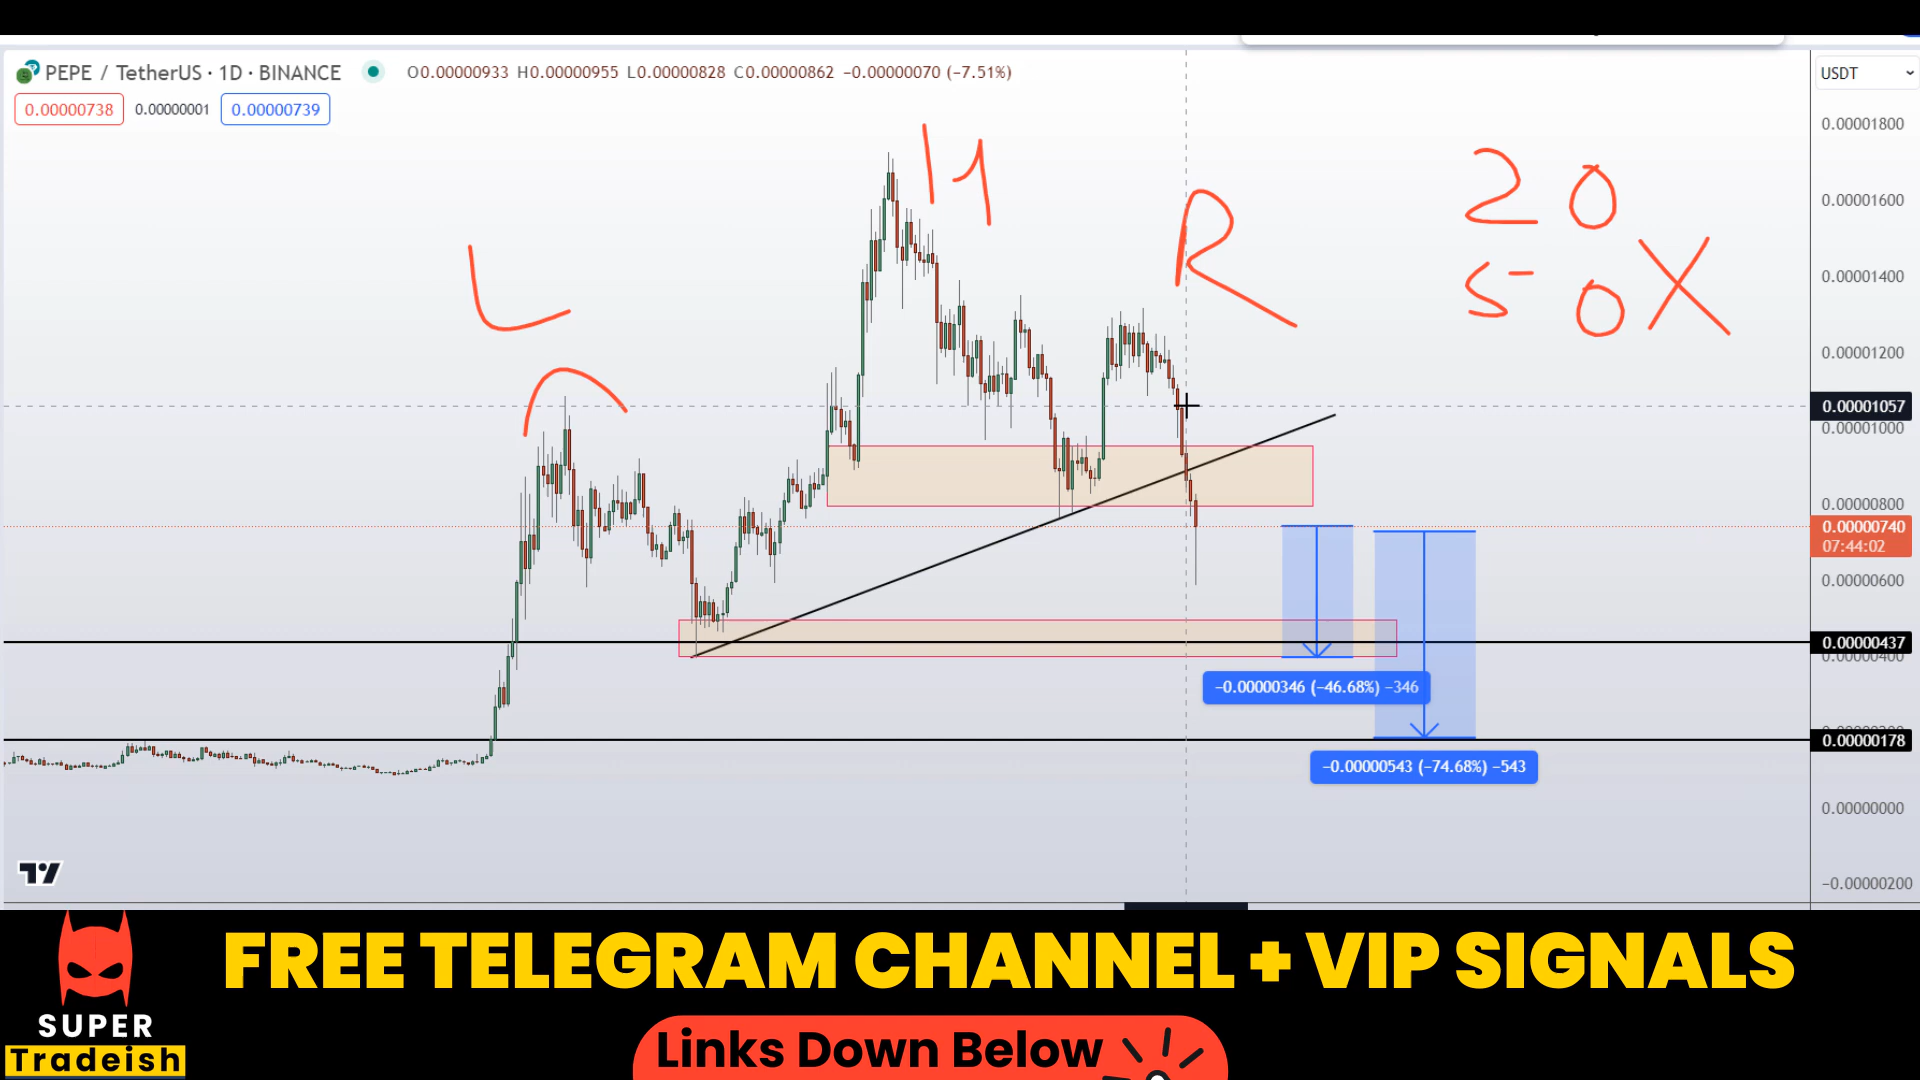 PEPE / TetherUS · 1D · BINANCE O0.00000933 H0.00000955 L0.00000828 C0.00000862 −0.00000070 (−7.51%)
USDT
0.00000738 0.00000001 0.00000739
0.00001800
0.00001600
0.00001400
0.00001200
0.00001057
0.00001000
0.00000800
0.00000740
07:44:02
0.00000600
0.00000437
0.00000400
0.00000178
0.00000000
−0.00000200
L
H
R
20
50X
−0.00000346 (−46.68%) −346
−0.00000543 (−74.68%) −543
FREE TELEGRAM CHANNEL + VIP SIGNALS
SUPER
Tradeish
Links Down Below